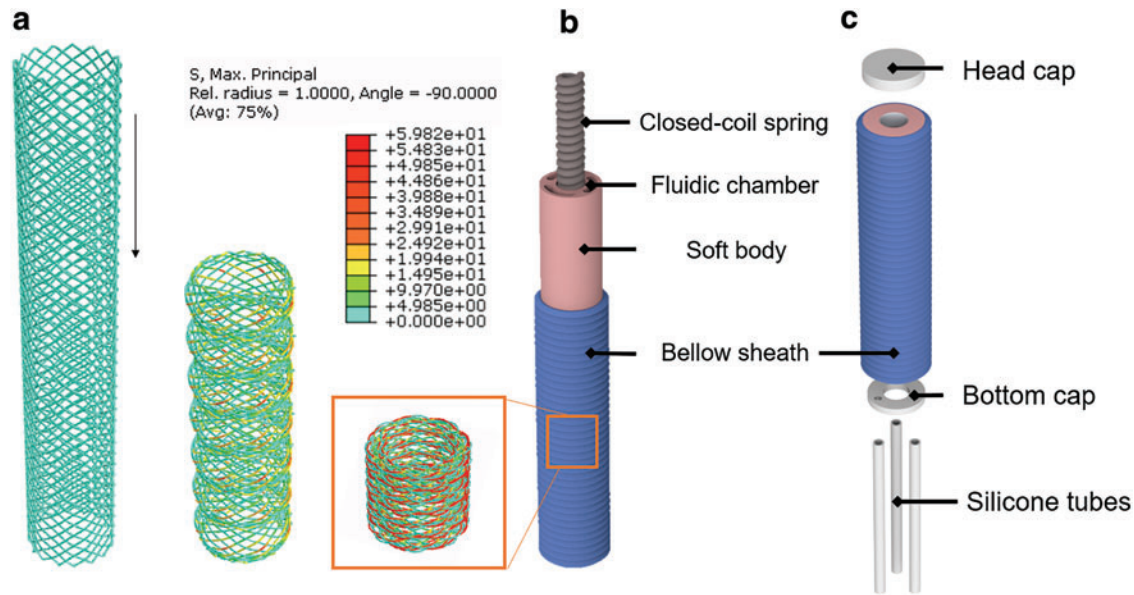 a
S, Max. Principal
Rel. radius = 1.0000, Angle = -90.0000
(Avg: 75%)
+5.982e+01
+5.483e+01
+4.985e+01
+4.486e+01
+3.988e+01
+3.489e+01
+2.991e+01
+2.492e+01
+1.994e+01
+1.495e+01
+9.970e+00
+4.985e+00
+0.000e+00
b
Closed-coil spring
Fluidic chamber
Soft body
Bellow sheath
c
Head cap
Bottom cap
Silicone tubes